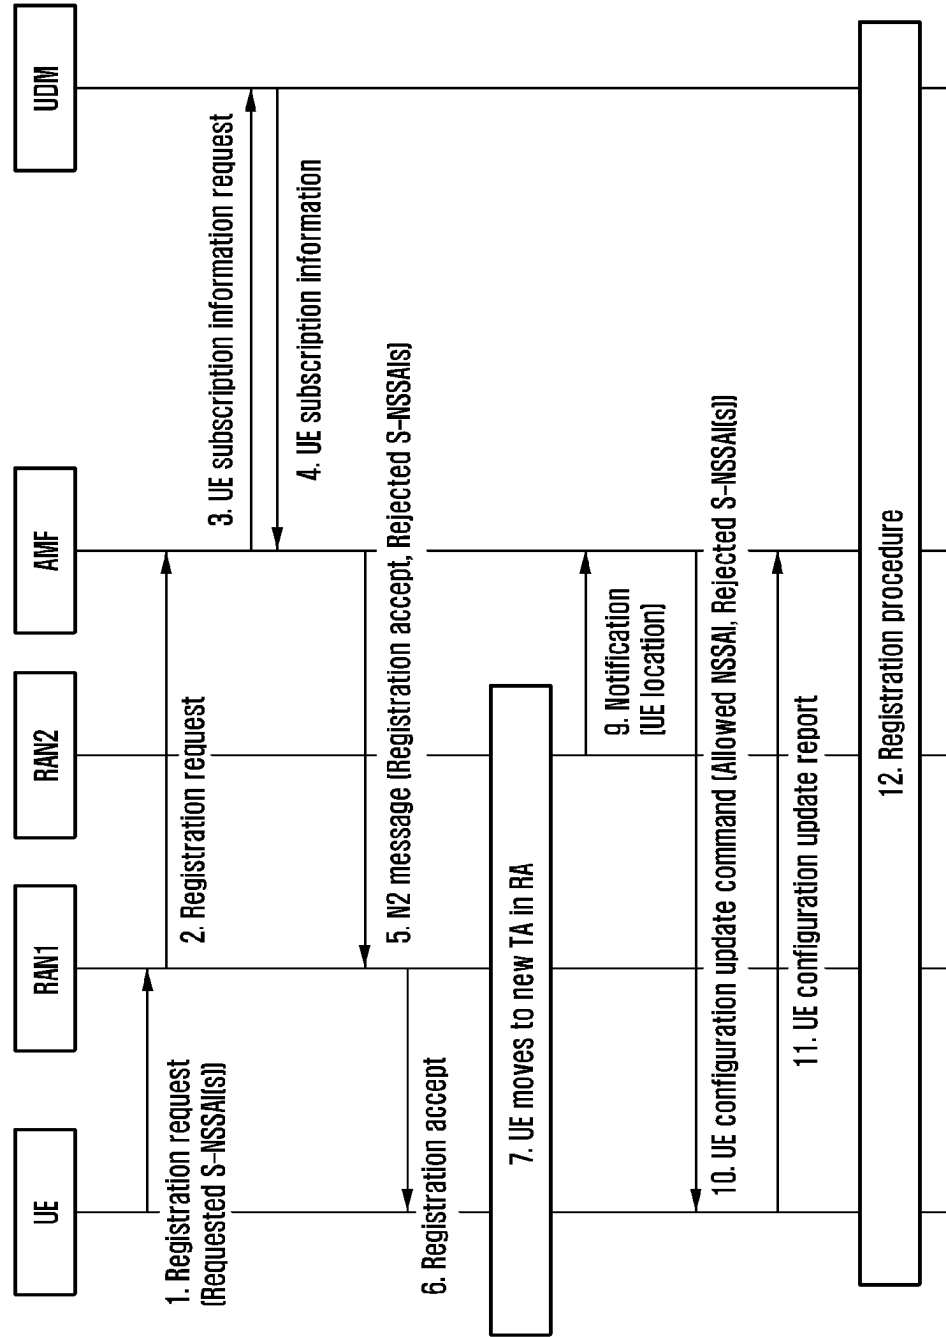 UE
RAN1
RAN2
AMF
UDM
1. Registration request
(Requested S-NSSAI(s))
2. Registration request
3. UE subscription information request
4. UE subscription information
5. N2 message (Registration accept, Rejected S-NSSAIs)
6. Registration accept
7. UE moves to new TA in RA
9. Notification
(UE location)
10. UE configuration update command (Allowed NSSAI, Rejected S-NSSAI(s))
11. UE configuration update report
12. Registration procedure